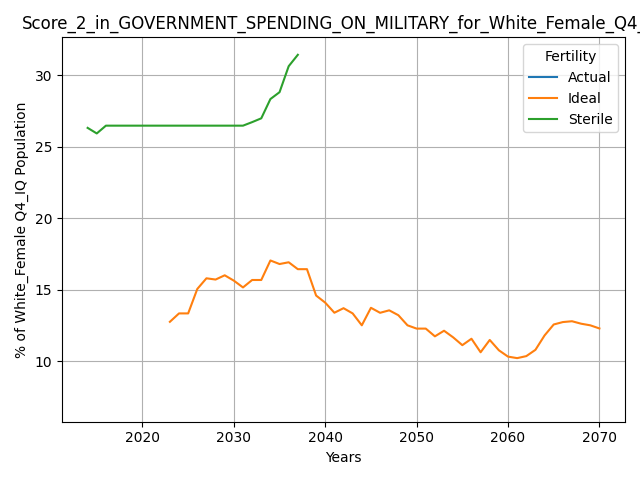 Score_2_in_GOVERNMENT_SPENDING_ON_MILITARY_for_White_Female_Q4_
Fertility
Actual
Ideal
Sterile
% of White_Female Q4_IQ Population
30
25
20
15
10
2020 2030 2040 2050 2060 2070
Years